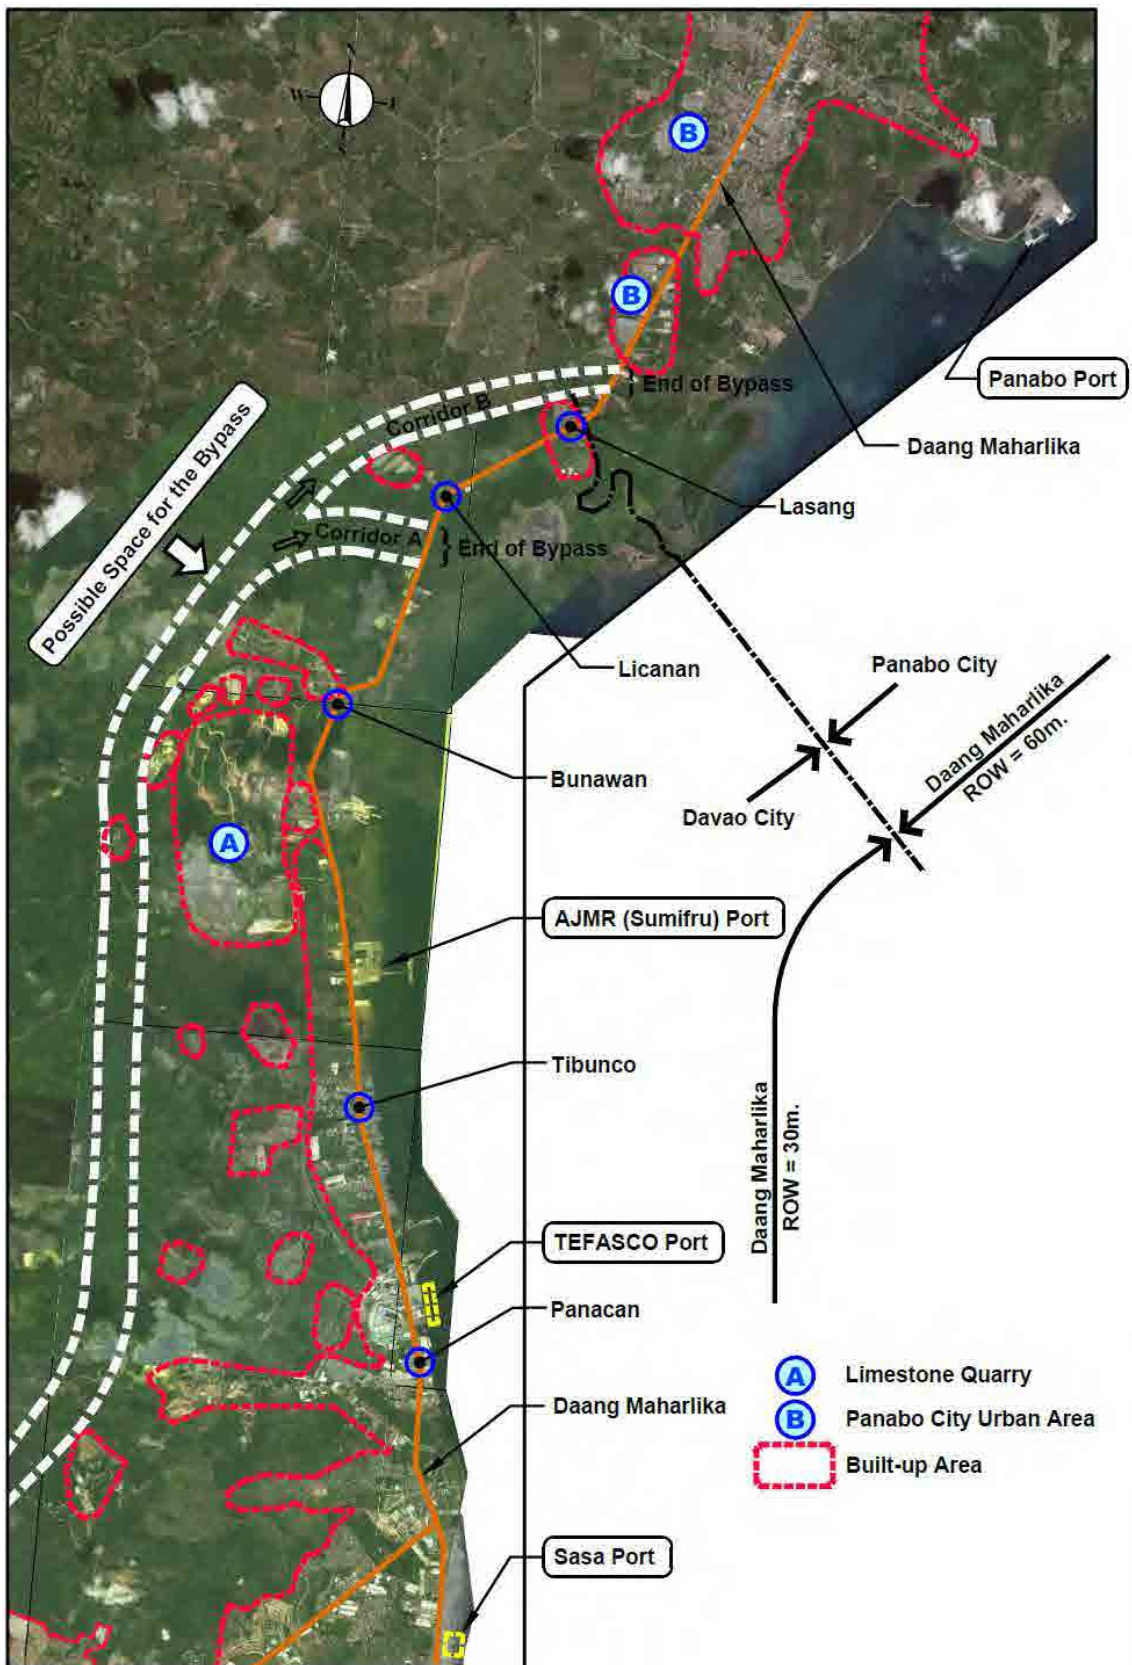 N
W
B
B
Panabo Port
End of Bypass
Corridor B
Daang Maharlika
Possible Space for the Bypass
Lasang
Corridor A
End of Bypass
Licanan
Panabo City
Daang Maharlika
ROW = 60m.
Bunawan
Davao City
A
AJMR (Sumifru) Port
Tibunco
Daang Maharlika
ROW = 30m.
TEFASCO Port
Panacan
A Limestone Quarry
Daang Maharlika
B Panabo City Urban Area
Built-up Area
Sasa Port